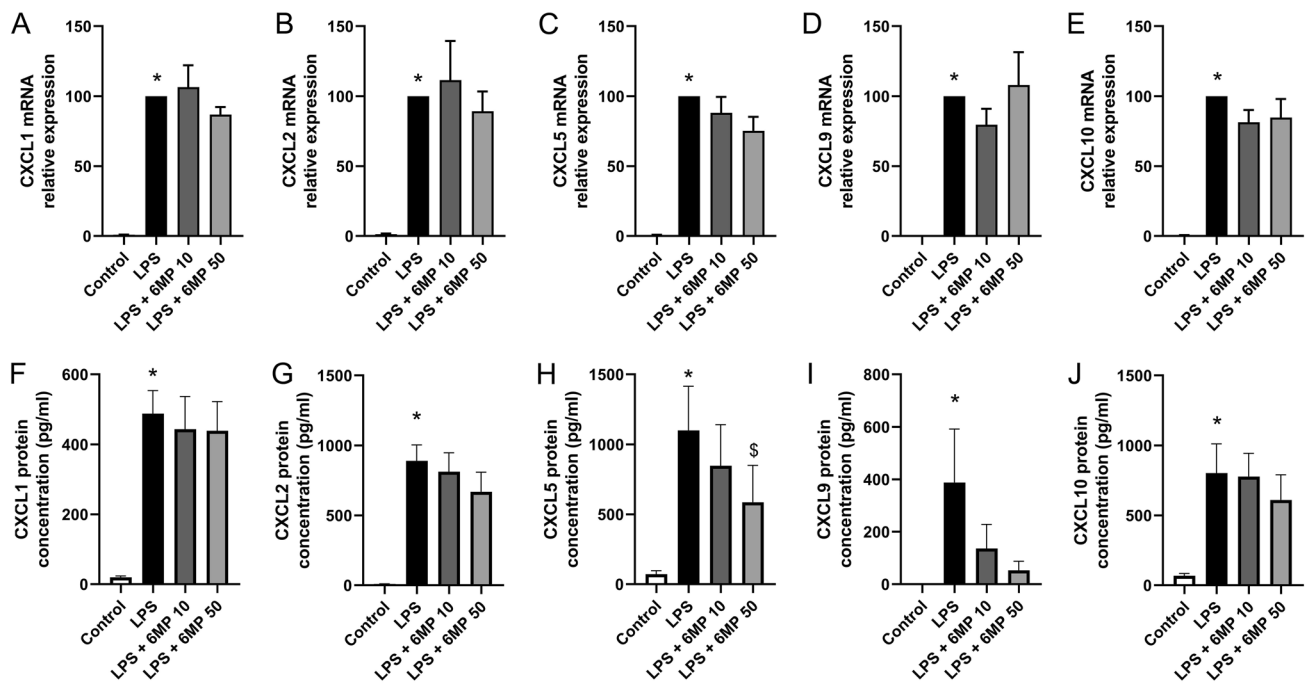 A
CXCL1 mRNA
relative expression
150
100
50
0
*
Control
LPS
LPS + 6MP 10
LPS + 6MP 50
B
CXCL2 mRNA
relative expression
150
100
50
0
*
Control
LPS
LPS + 6MP 10
LPS + 6MP 50
C
CXCL5 mRNA
relative expression
150
100
50
0
*
Control
LPS
LPS + 6MP 10
LPS + 6MP 50
D
CXCL9 mRNA
relative expression
150
100
50
0
*
Control
LPS
LPS + 6MP 10
LPS + 6MP 50
E
CXCL10 mRNA
relative expression
150
100
50
0
*
Control
LPS
LPS + 6MP 10
LPS + 6MP 50
F
CXCL1 protein
concentration (pg/ml)
600
400
200
0
*
Control
LPS
LPS + 6MP 10
LPS + 6MP 50
G
CXCL2 protein
concentration (pg/ml)
1500
1000
500
0
*
Control
LPS
LPS + 6MP 10
LPS + 6MP 50
H
CXCL5 protein
concentration (pg/ml)
1500
1000
500
0
*
$
Control
LPS
LPS + 6MP 10
LPS + 6MP 50
I
CXCL9 protein
concentration (pg/ml)
800
600
400
200
0
*
Control
LPS
LPS + 6MP 10
LPS + 6MP 50
J
CXCL10 protein
concentration (pg/ml)
1500
1000
500
0
*
Control
LPS
LPS + 6MP 10
LPS + 6MP 50